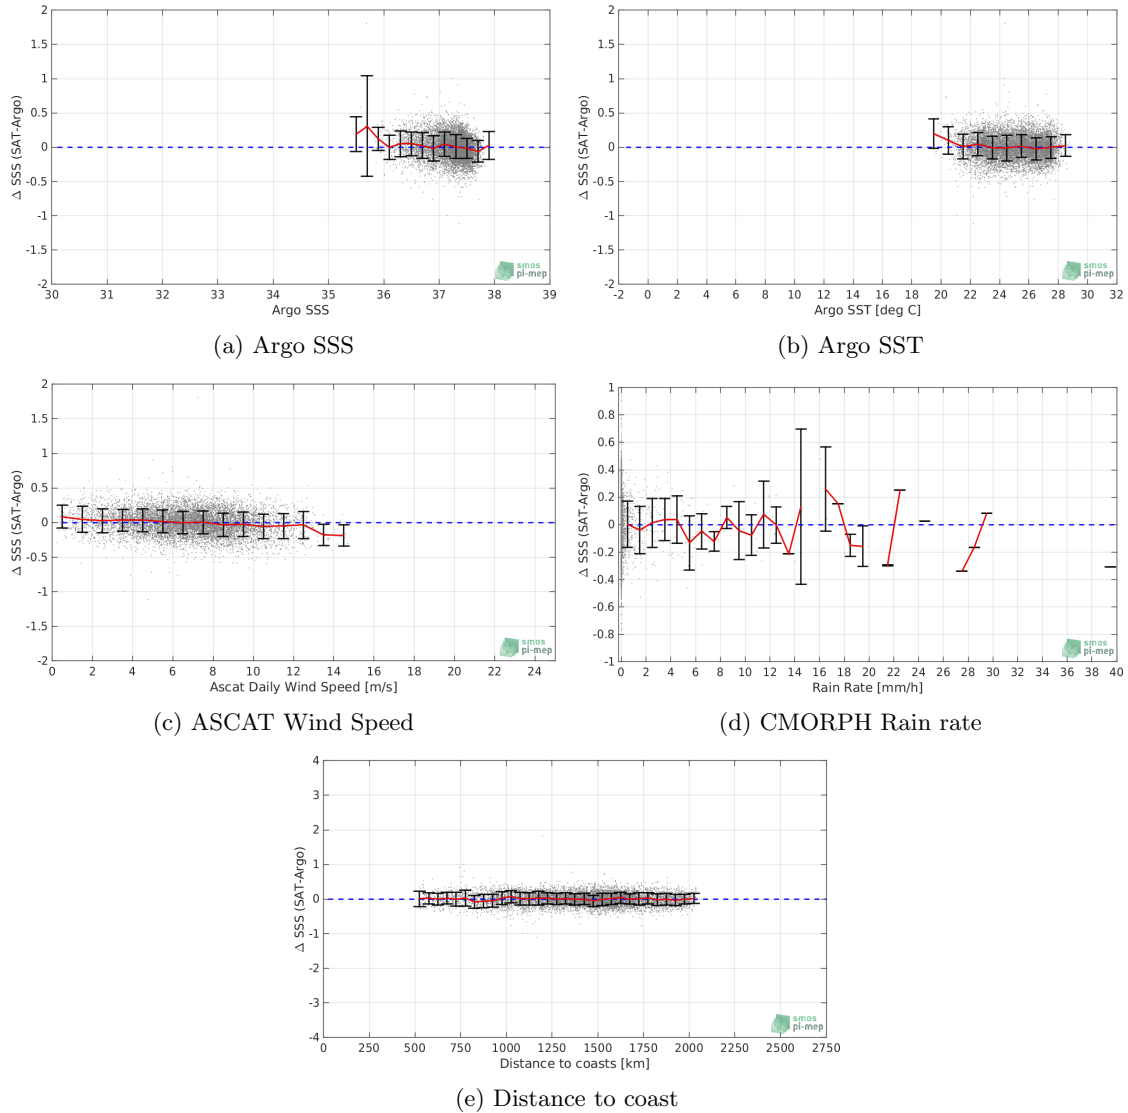 2
1.5
1
0.5
0
-0.5
-1
-1.5
-2
Δ SSS (SAT-Argo)
30 31 32 33 34 35 36 37 38 39
Argo SSS
smos
pi-mep
(a) Argo SSS
2
1.5
1
0.5
0
-0.5
-1
-1.5
-2
Δ SSS (SAT-Argo)
-2 0 2 4 6 8 10 12 14 16 18 20 22 24 26 28 30 32
Argo SST [deg C]
smos
pi-mep
(b) Argo SST
2
1.5
1
0.5
0
-0.5
-1
-1.5
-2
Δ SSS (SAT-Argo)
0 2 4 6 8 10 12 14 16 18 20 22 24
Ascat Daily Wind Speed [m/s]
smos
pi-mep
(c) ASCAT Wind Speed
1
0.8
0.6
0.4
0.2
0
-0.2
-0.4
-0.6
-0.8
-1
Δ SSS (SAT-Argo)
0 2 4 6 8 10 12 14 16 18 20 22 24 26 28 30 32 34 36 38 40
Rain Rate [mm/h]
smos
pi-mep
(d) CMORPH Rain rate
4
3
2
1
0
-1
-2
-3
-4
Δ SSS (SAT-Argo)
0 250 500 750 1000 1250 1500 1750 2000 2250 2500 2750
Distance to coasts [km]
smos
pi-mep
(e) Distance to coast